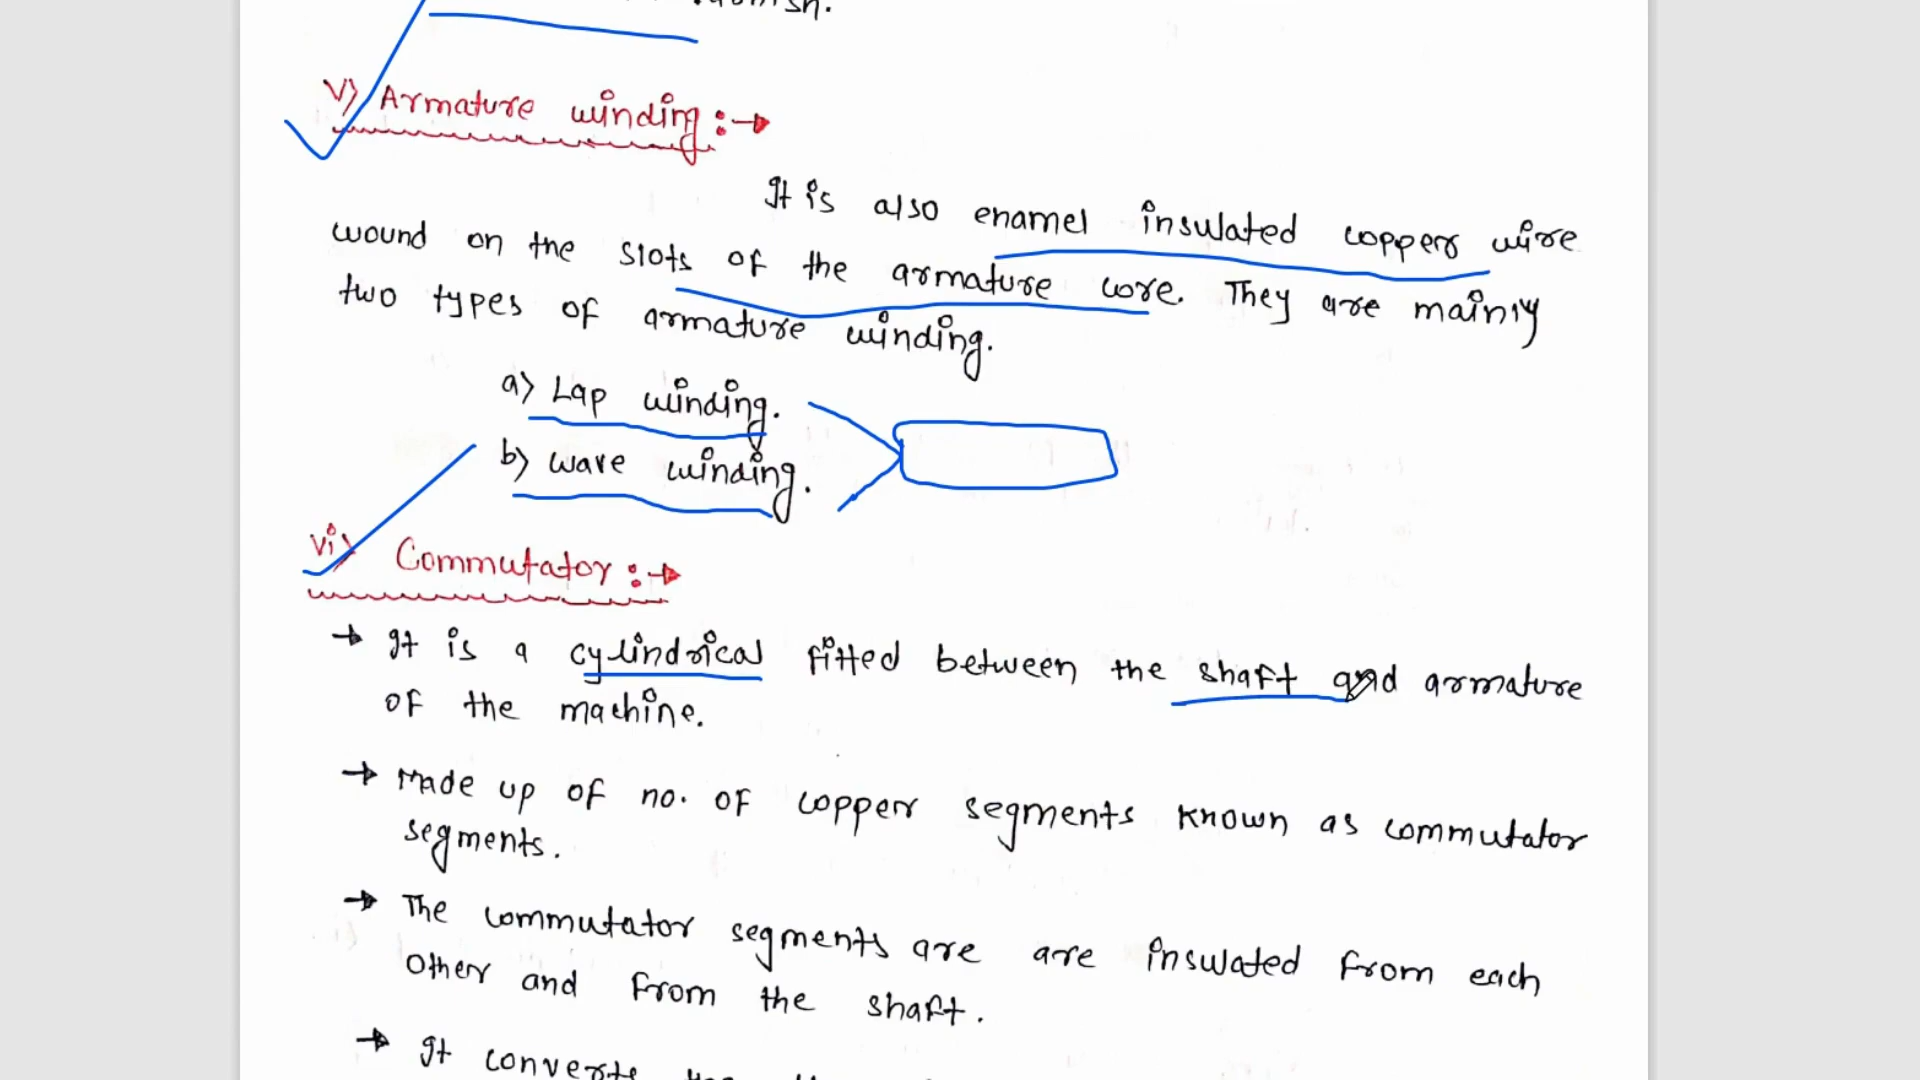 V) Armature winding :→
It is also enamel insulated copper wire
wound on the slots of the armature core. They are mainly
two types of armature winding.
a) Lap winding.
b) wave winding.
vi) Commutator :→
→ It is a cylindrical fitted between the shaft and armature
of the machine.
→ Made up of no. of copper segments known as commutator
segments.
→ The commutator segments are are insulated from each
other and from the shaft.
→ It converts